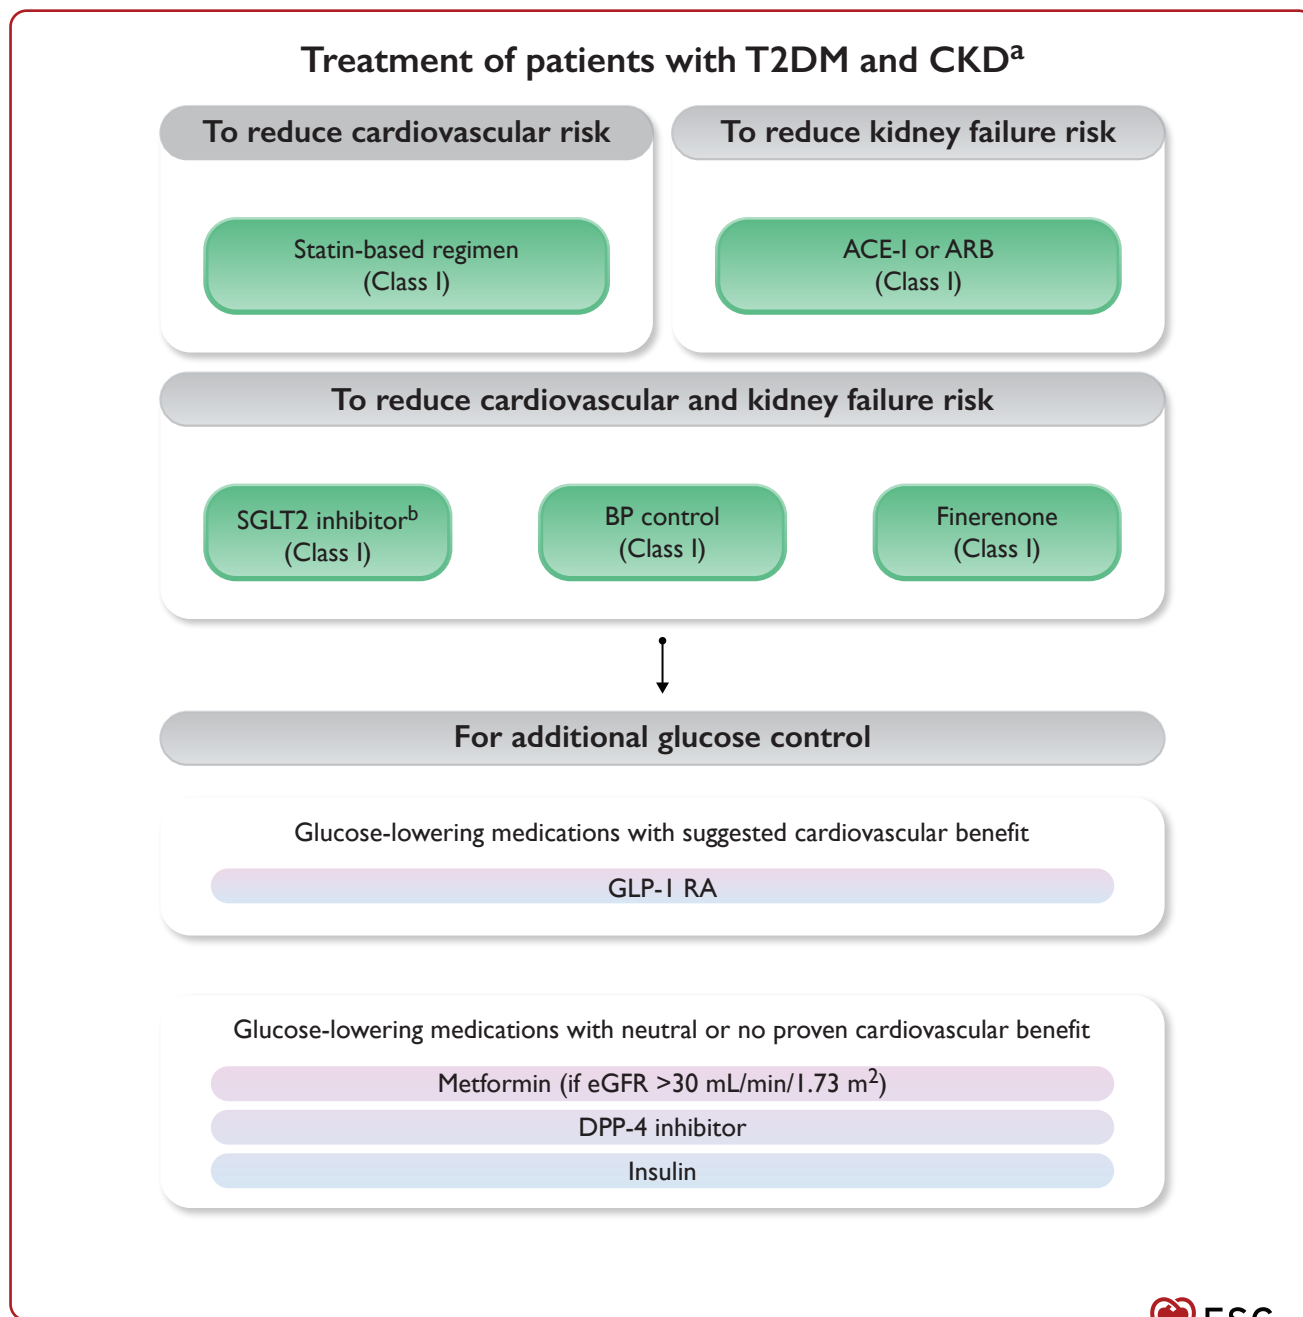 Treatment of patients with T2DM and CKDᵃ
To reduce cardiovascular risk
Statin-based regimen
(Class I)
To reduce kidney failure risk
ACE-I or ARB
(Class I)
To reduce cardiovascular and kidney failure risk
SGLT2 inhibitorᵇ
(Class I)
BP control
(Class I)
Finerenone
(Class I)
For additional glucose control
Glucose-lowering medications with suggested cardiovascular benefit
GLP-1 RA
Glucose-lowering medications with neutral or no proven cardiovascular benefit
Metformin (if eGFR >30 mL/min/1.73 m²)
DPP-4 inhibitor
Insulin
ESC